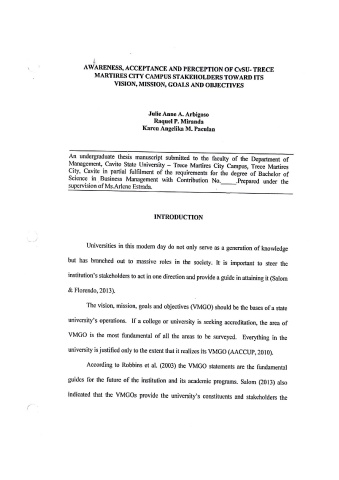 AWARENESS, ACCEPTANCE AND PERCEPTION OF CvSU- TRECE
MARTIRES CITY CAMPUS STAKEHOLDERS TOWARD ITS
VISION, MISSION, GOALS AND OBJECTIVES
Julie Anne A. Arbigoso
Raquel P. Miranda
Karen Angelika M. Paculan
An undergraduate thesis manuscript submitted to the faculty of the Department of
Management, Cavite State University – Trece Martires City Campus, Trece Martires
City, Cavite in partial fulfilment of the requirements for the degree of Bachelor of
Science in Business Management with Contribution No._____.Prepared under the
supervision of Ms.Arlene Estrada.
INTRODUCTION
Universities in this modern day do not only serve as a generation of knowledge
but has branched out to massive roles in the society. It is important to steer the
institution's stakeholders to act in one direction and provide a guide in attaining it (Salom
& Florendo, 2013).
The vision, mission, goals and objectives (VMGO) should be the bases of a state
university's operations. If a college or university is seeking accreditation, the area of
VMGO is the most fundamental of all the areas to be surveyed. Everything in the
university is justified only to the extent that it realizes its VMGO (AACCUP, 2010).
According to Robbins et al. (2003) the VMGO statements are the fundamental
guides for the future of the institution and its academic programs. Salom (2013) also
indicated that the VMGOs provide the university's constituents and stakeholders the